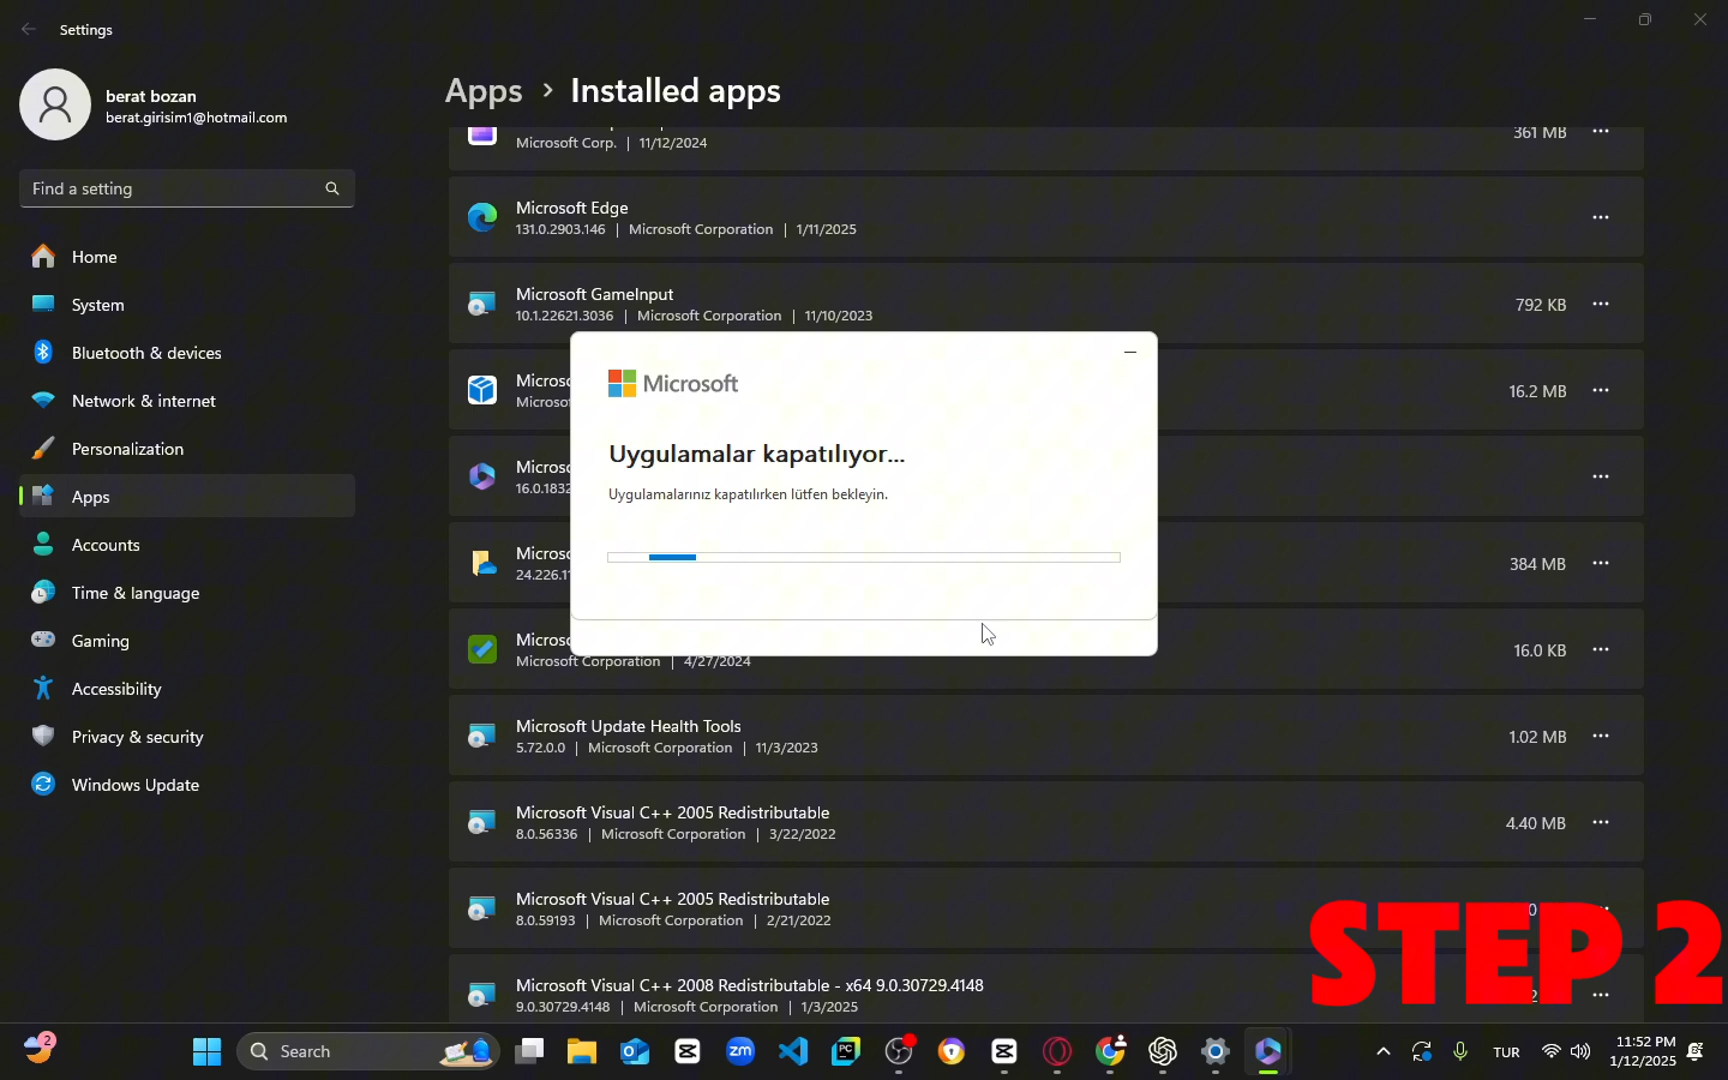 Settings
berat bozan
berat.girisim1@hotmail.com
Find a setting
Home
System
Bluetooth & devices
Network & internet
Personalization
Apps
Accounts
Time & language
Gaming
Accessibility
Privacy & security
Windows Update
Apps > Installed apps
Microsoft Corp. | 11/12/2024
361 MB
Microsoft Edge
131.0.2903.146 | Microsoft Corporation | 1/11/2025
Microsoft GameInput
10.1.22621.3036 | Microsoft Corporation | 11/10/2023
792 KB
16.2 MB
16.0.1832
384 MB
Microsoft Corporation | 4/27/2024
16.0 KB
Microsoft
Uygulamalar kapatılıyor...
Uygulamalarınız kapatılırken lütfen bekleyin.
Microsoft Update Health Tools
5.72.0.0 | Microsoft Corporation | 11/3/2023
1.02 MB
Microsoft Visual C++ 2005 Redistributable
8.0.56336 | Microsoft Corporation | 3/22/2022
4.40 MB
Microsoft Visual C++ 2005 Redistributable
8.0.59193 | Microsoft Corporation | 2/21/2022
Microsoft Visual C++ 2008 Redistributable - x64 9.0.30729.4148
9.0.30729.4148 | Microsoft Corporation | 1/3/2025
STEP 2
2
Search
zm
PC
TUR
11:52 PM
1/12/2025